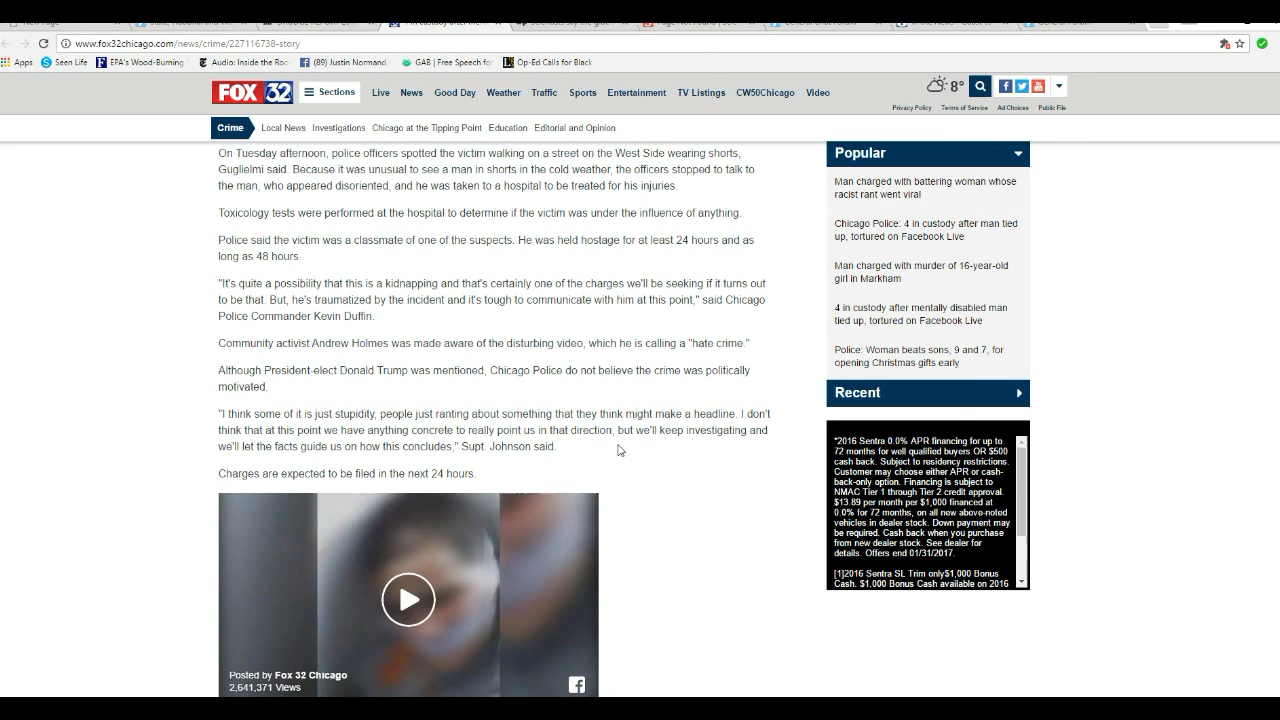 www.fox32chicago.com/news/crime/227116738-story
Apps
Seen Life
EPA's Wood-Burning
Audio: Inside the Roo
(89) Justin Normand
GAB | Free Speech fo
Op-Ed Calls for Black
FOX 32
Sections
Live
News
Good Day
Weather
Traffic
Sports
Entertainment
TV Listings
CW50Chicago
Video
8°
Privacy Policy
Terms of Service
Ad Choices
Public File
Crime
Local News
Investigations
Chicago at the Tipping Point
Education
Editorial and Opinion
On Tuesday afternoon, police officers spotted the victim walking on a street on the West Side wearing shorts,
Guglielmi said. Because it was unusual to see a man in shorts in the cold weather, the officers stopped to talk to
the man, who appeared disoriented, and he was taken to a hospital to be treated for his injuries.
Toxicology tests were performed at the hospital to determine if the victim was under the influence of anything.
Police said the victim was a classmate of one of the suspects. He was held hostage for at least 24 hours and as
long as 48 hours.
"It's quite a possibility that this is a kidnapping and that's certainly one of the charges we'll be seeking if it turns out
to be that. But, he's traumatized by the incident and it's tough to communicate with him at this point," said Chicago
Police Commander Kevin Duffin.
Community activist Andrew Holmes was made aware of the disturbing video, which he is calling a "hate crime."
Although President-elect Donald Trump was mentioned, Chicago Police do not believe the crime was politically
motivated.
"I think some of it is just stupidity, people just ranting about something that they think might make a headline. I don't
think that at this point we have anything concrete to really point us in that direction, but we'll keep investigating and
we'll let the facts guide us on how this concludes," Supt. Johnson said.
Charges are expected to be filed in the next 24 hours.
Posted by Fox 32 Chicago
2,641,371 Views
Popular
Man charged with battering woman whose
racist rant went viral
Chicago Police: 4 in custody after man tied
up, tortured on Facebook Live
Man charged with murder of 16-year-old
girl in Markham
4 in custody after mentally disabled man
tied up, tortured on Facebook Live
Police: Woman beats sons, 9 and 7, for
opening Christmas gifts early
Recent
*2016 Sentra 0.0% APR financing for up to
72 months for well qualified buyers OR $500
cash back. Subject to residency restrictions.
Customer may choose either APR or cash-
back-only option. Financing is subject to
NMAC Tier 1 through Tier 2 credit approval.
$13.89 per month per $1,000 financed at
0.0% for 72 months, on all new above-noted
vehicles in dealer stock. Down payment may
be required. Cash back when you purchase
from new dealer stock. See dealer for
details. Offers end 01/31/2017.
[1]2016 Sentra SL Trim only$1,000 Bonus
Cash. $1,000 Bonus Cash available on 2016